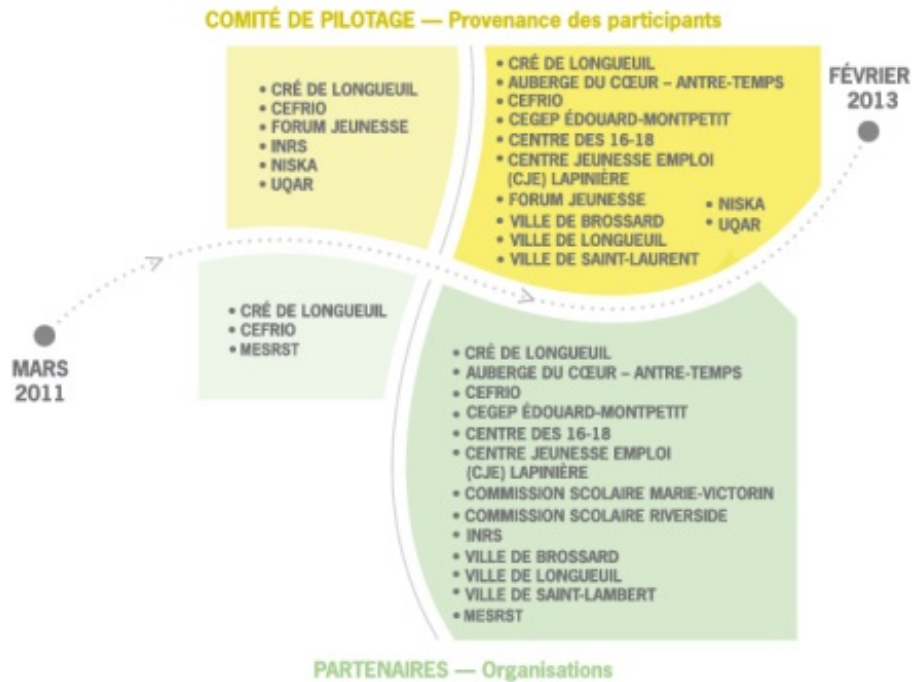 COMITÉ DE PILOTAGE — Provenance des participants
• CRÉ DE LONGUEUIL
• CEFRIO
• FORUM JEUNESSE
• INRS
• NISKA
• UQAR
• CRÉ DE LONGUEUIL
• AUBERGE DU CŒUR – ANTRE-TEMPS
• CEFRIO
• CEGEP ÉDOUARD-MONTPETIT
• CENTRE DES 16-18
• CENTRE JEUNESSE EMPLOI
(CJE) LAPINIÈRE
• FORUM JEUNESSE
• VILLE DE BROSSARD
• VILLE DE LONGUEUIL
• VILLE DE SAINT-LAURENT
• NISKA
• UQAR
FÉVRIER
2013
MARS
2011
• CRÉ DE LONGUEUIL
• CEFRIO
• MESRST
• CRÉ DE LONGUEUIL
• AUBERGE DU CŒUR – ANTRE-TEMPS
• CEFRIO
• CEGEP ÉDOUARD-MONTPETIT
• CENTRE DES 16-18
• CENTRE JEUNESSE EMPLOI
(CJE) LAPINIÈRE
• COMMISSION SCOLAIRE MARIE-VICTORIN
• COMMISSION SCOLAIRE RIVERSIDE
• INRS
• VILLE DE BROSSARD
• VILLE DE LONGUEUIL
• VILLE DE SAINT-LAMBERT
• MESRST
PARTENAIRES — Organisations